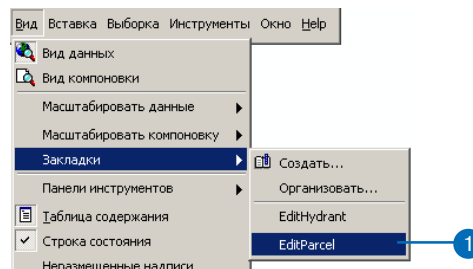 Вид Вставка Выборка Инструменты Окно Help
Вид данных
Вид компоновки
Масштабировать данные
Масштабировать компоновку
Закладки
Создать...
Панели инструментов
Организовать...
Таблица содержания
EditHydrant
Строка состояния
EditParcel
1
Неразмещенные надписи